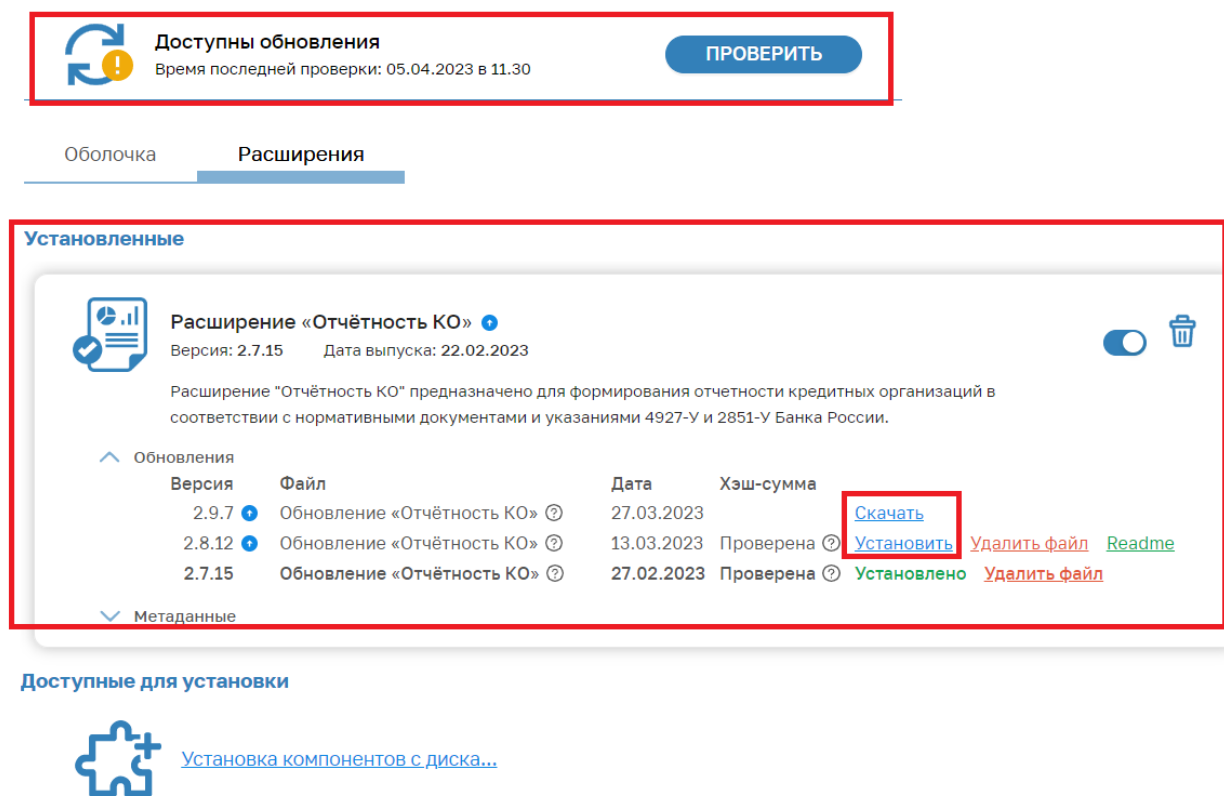 Доступны обновления
Время последней проверки: 05.04.2023 в 11.30
ПРОВЕРИТЬ
Оболочка Расширения
Установленные
Расширение «Отчётность КО»
Версия: 2.7.15 Дата выпуска: 22.02.2023
Расширение "Отчётность КО" предназначено для формирования отчетности кредитных организаций в
соответствии с нормативными документами и указаниями 4927-У и 2851-У Банка России.
Обновления
Версия Файл Дата Хэш-сумма
2.9.7 Обновление «Отчётность КО» 27.03.2023 Скачать
2.8.12 Обновление «Отчётность КО» 13.03.2023 Проверена Установить Удалить файл Readme
2.7.15 Обновление «Отчётность КО» 27.02.2023 Проверена Установлено Удалить файл
Метаданные
Доступные для установки
Установка компонентов с диска...